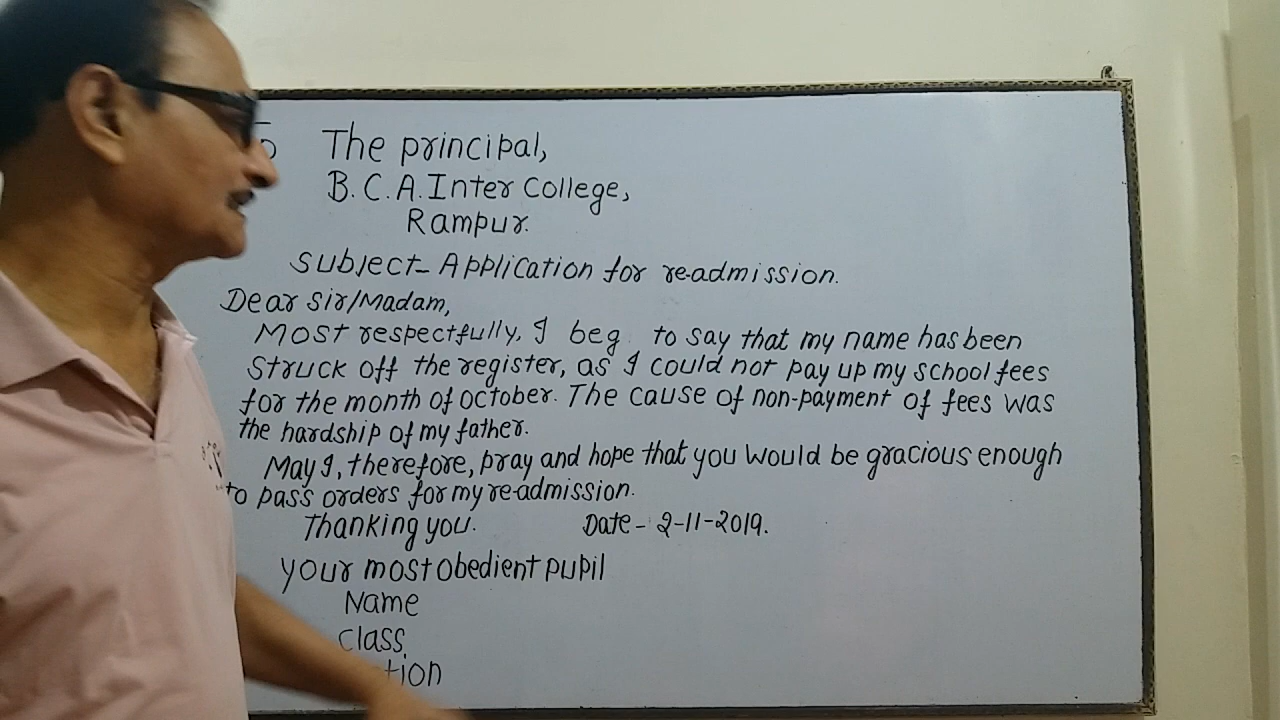 The principal,
B.C.A. Inter College,
Rampur.
Subject- Application for re-admission.
Dear Sir/Madam,
Most respectfully, I beg to say that my name has been
struck off the register, as I could not pay up my school fees
for the month of October. The cause of non-payment of fees was
the hardship of my father.
May I, therefore, pray and hope that you would be gracious enough
to pass orders for my re-admission.
Thanking you. Date - 2-11-2019.
Your most obedient pupil
Name
Class